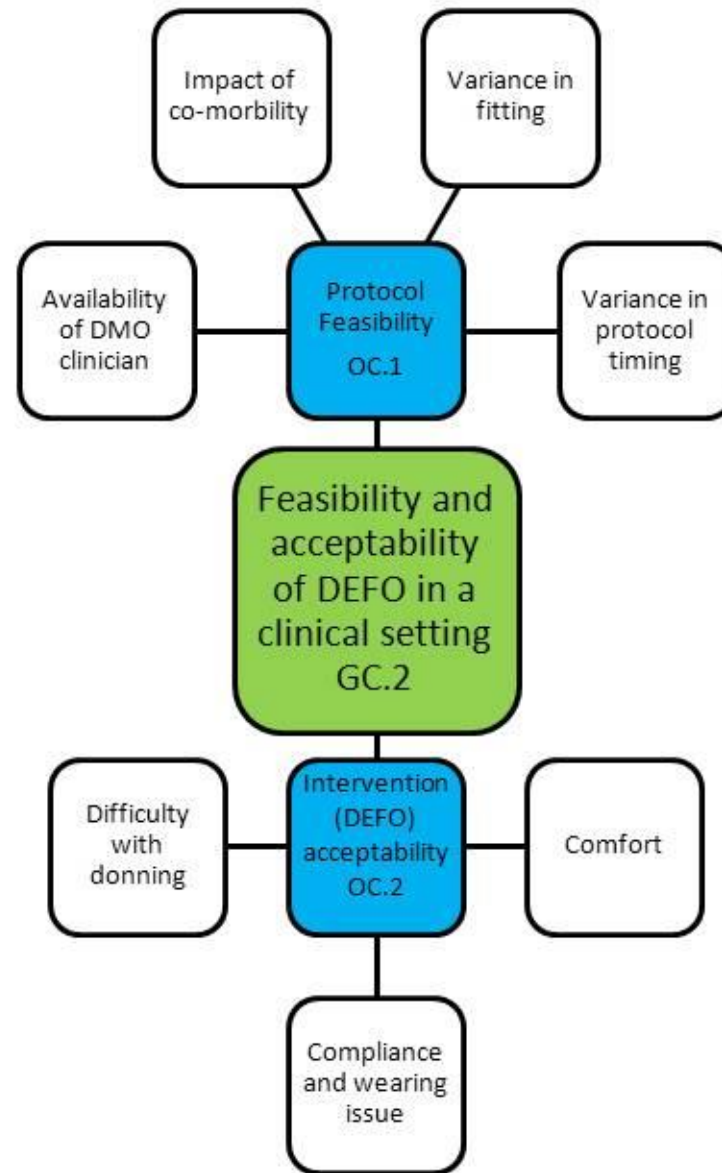 Impact of
co-morbility
Variance in
fitting
Availability
of DMO
clinician
Protocol
Feasibility
OC.1
Variance in
protocol
timing
Feasibility and
acceptability
of DEFO in a
clinical setting
GC.2
Difficulty
with
donning
Intervention
(DEFO)
acceptability
OC.2
Comfort
Compliance
and wearing
issue